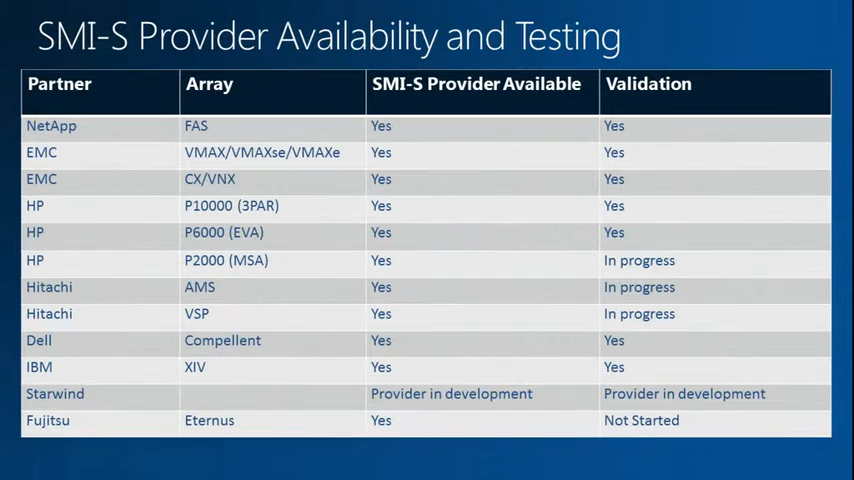 SMI-S Provider Availability and Testing
Partner Array SMI-S Provider Available Validation
NetApp FAS Yes Yes
EMC VMAX/VMAXse/VMAXe Yes Yes
EMC CX/VNX Yes Yes
HP P10000 (3PAR) Yes Yes
HP P6000 (EVA) Yes Yes
HP P2000 (MSA) Yes In progress
Hitachi AMS Yes In progress
Hitachi VSP Yes In progress
Dell Compellent Yes Yes
IBM XIV Yes Yes
Starwind Provider in development Provider in development
Fujitsu Eternus Yes Not Started